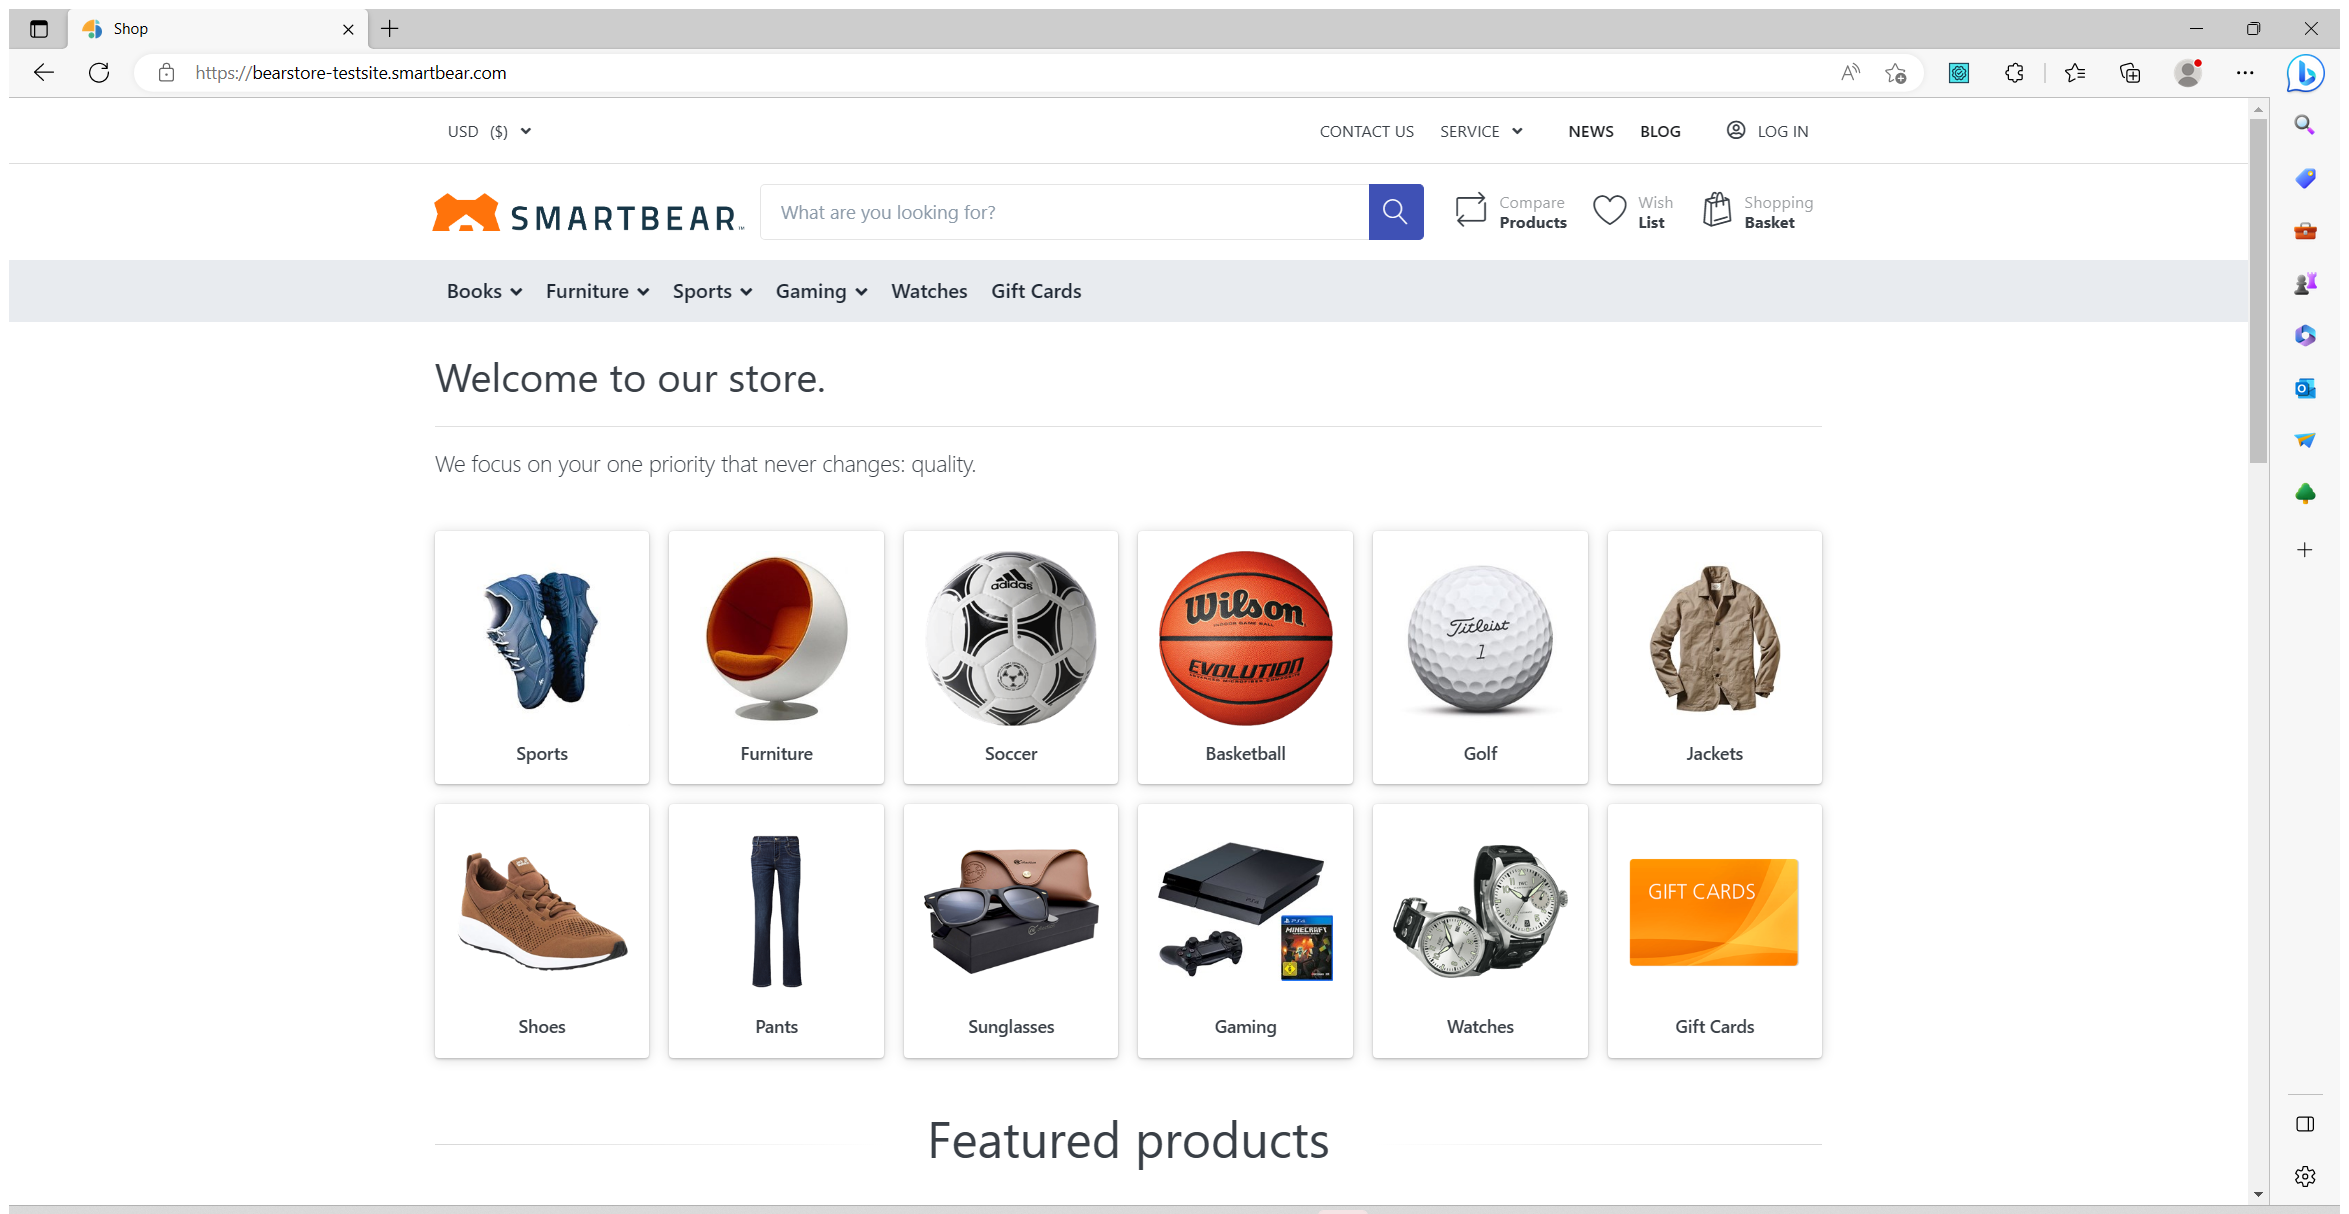 Shop
https://bearstore-testsite.smartbear.com
USD ($)
CONTACT US SERVICE NEWS BLOG LOG IN
SMARTBEAR
What are you looking for?
Compare Products
Wish List
Shopping Basket
Books Furniture Sports Gaming Watches Gift Cards
Welcome to our store.
We focus on your one priority that never changes: quality.
adidas
Wilson
EVOLUTION
Titleist
1
Sports Furniture Soccer Basketball Golf Jackets
PS4
MINECRAFT
GIFT CARDS
Shoes Pants Sunglasses Gaming Watches Gift Cards
Featured products